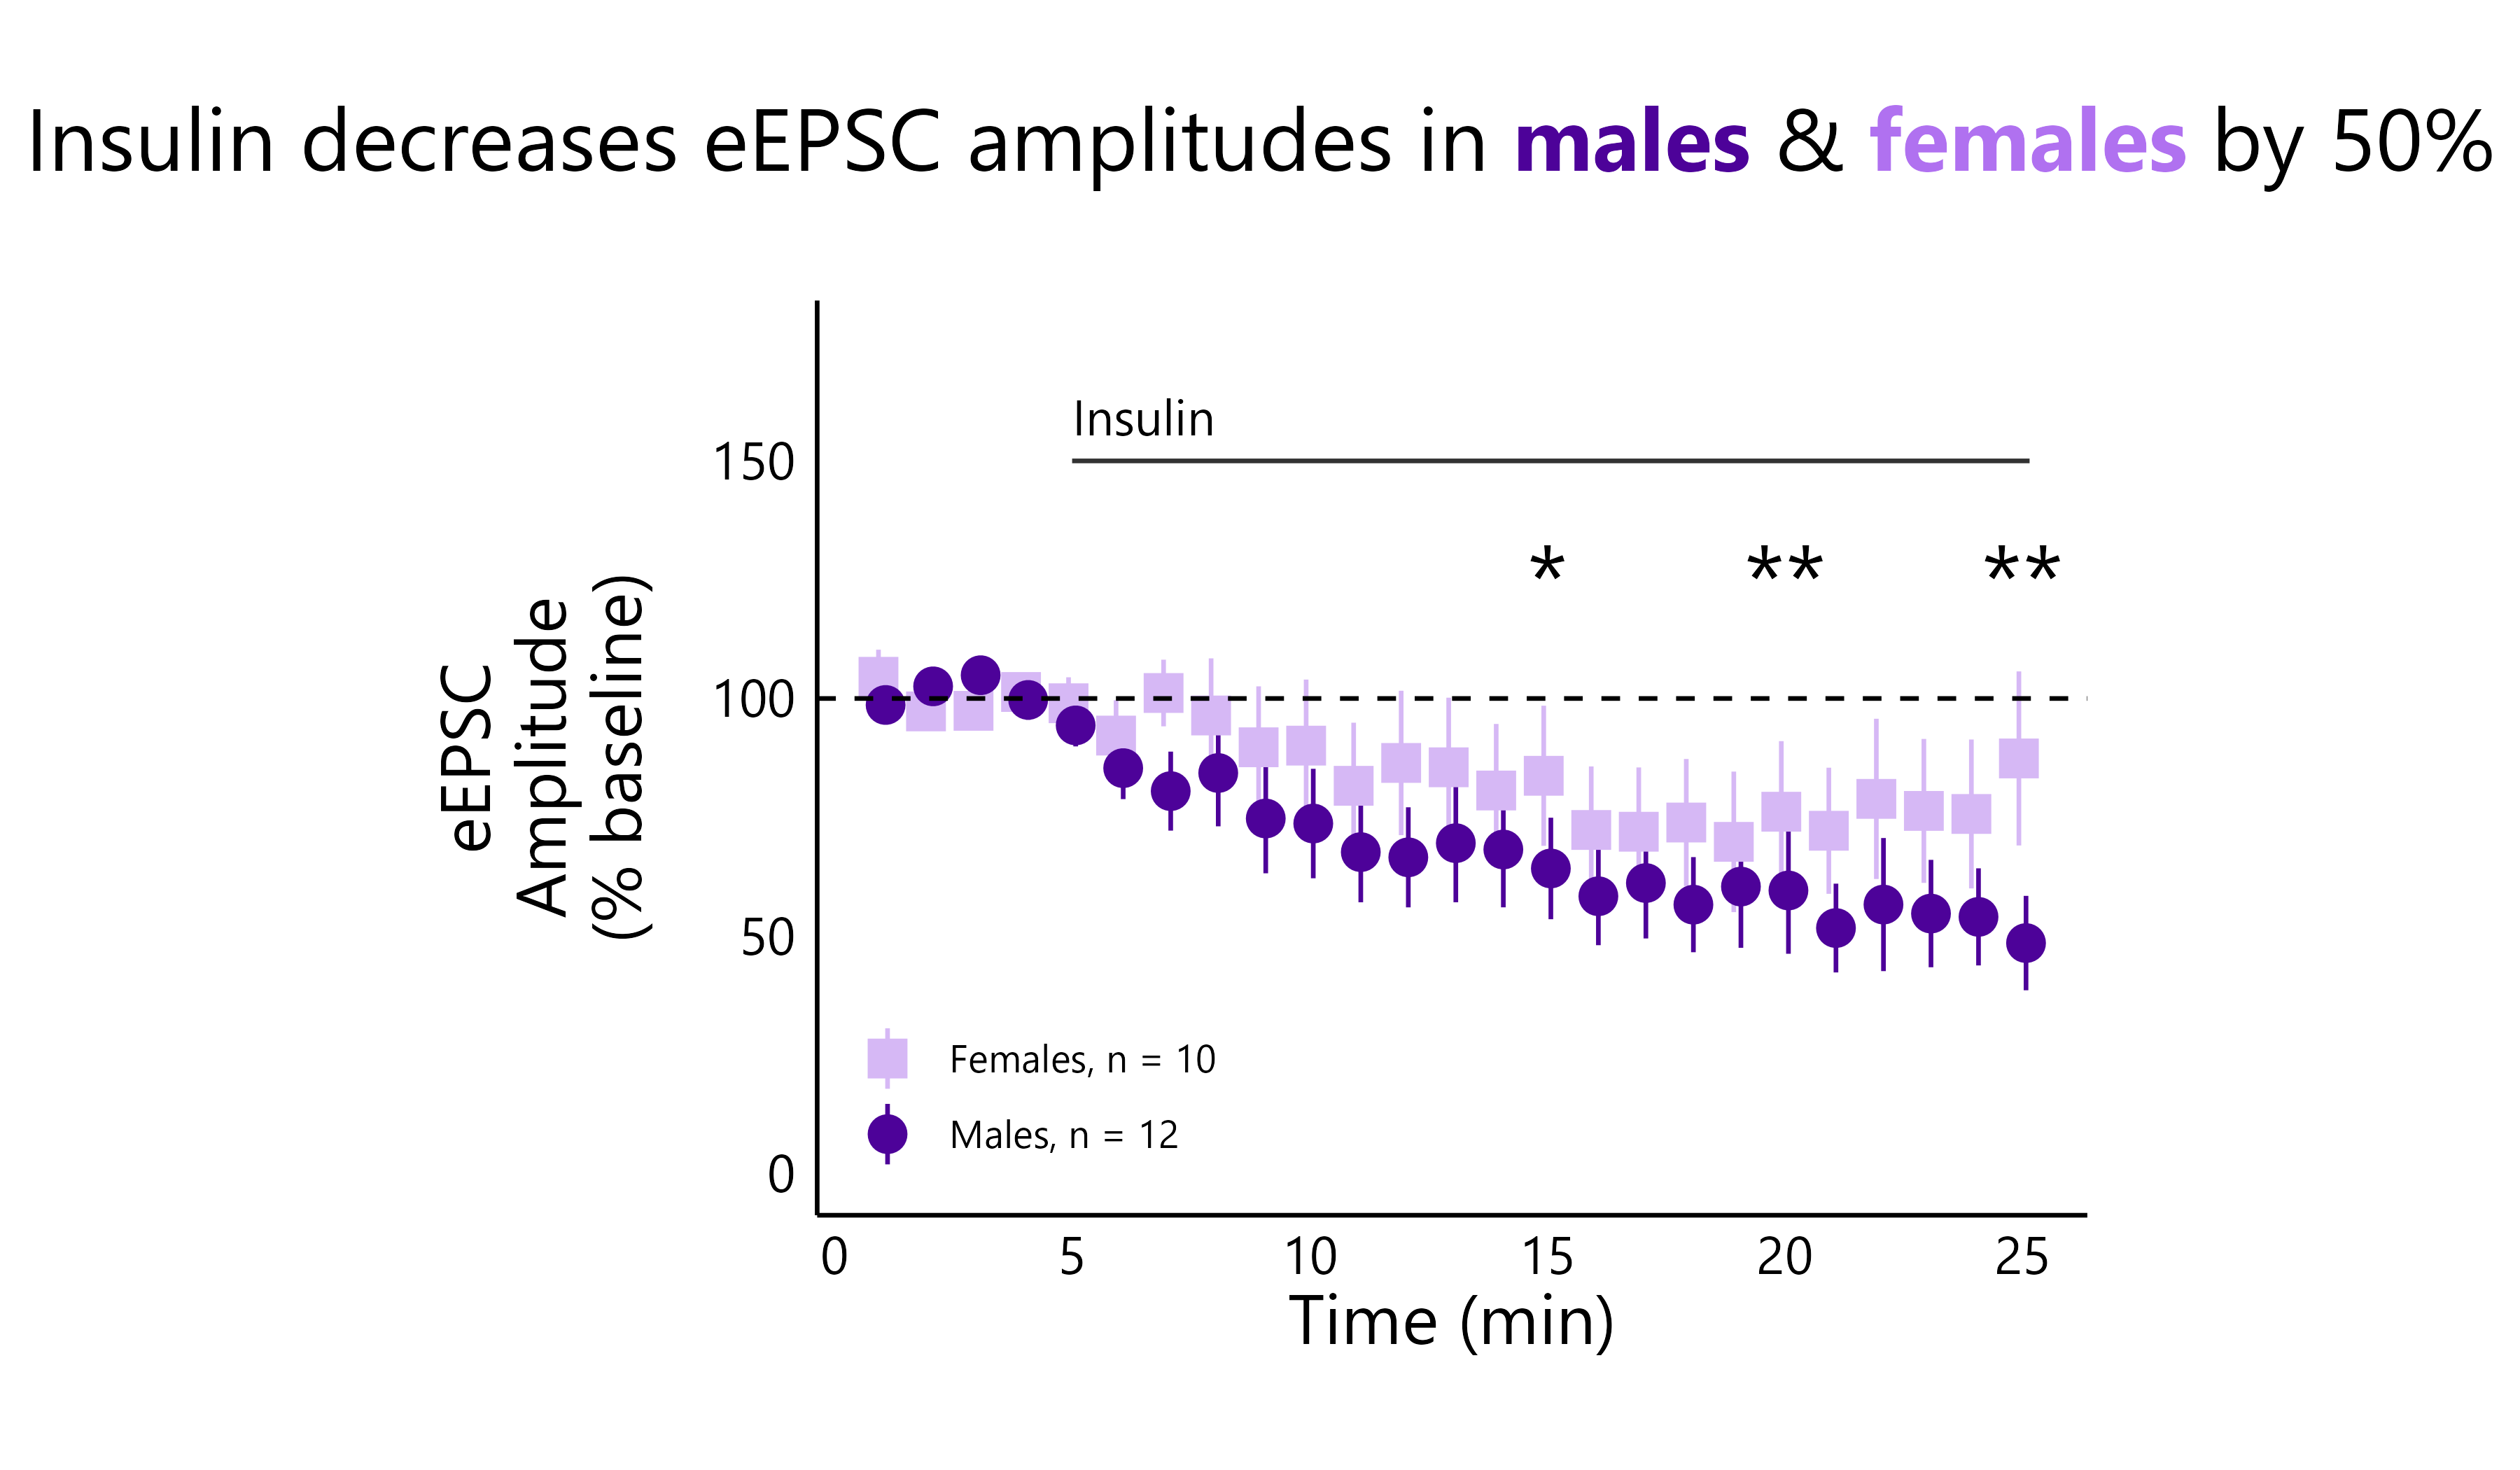 Insulin decreases eEPSC amplitudes in males & females by 50%
Insulin
150
* ** **
100
50
0
eEPSC
Amplitude
(% baseline)
Females, n = 10
Males, n = 12
0 5 10 15 20 25
Time (min)